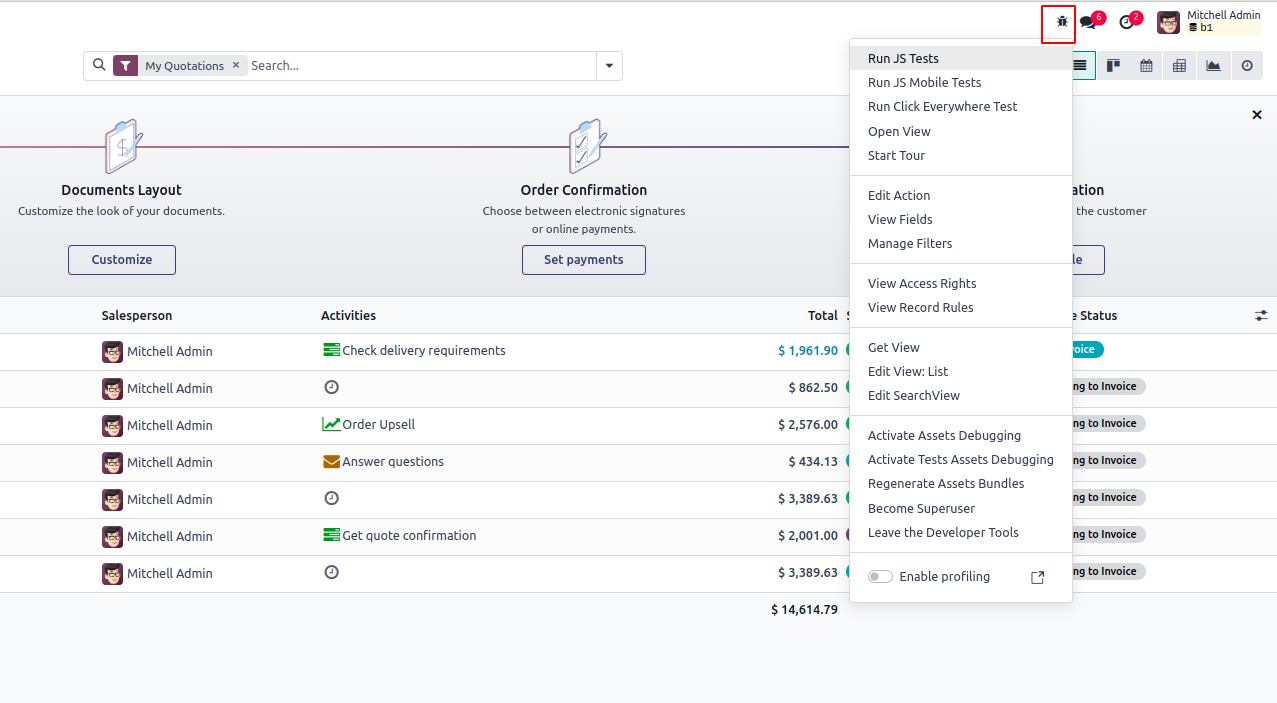 6
2
Mitchell Admin
b1
My Quotations ×
Search...
Documents Layout
Customize the look of your documents.
Customize
Order Confirmation
Choose between electronic signatures
or online payments.
Set payments
the customer
Run JS Tests
Run JS Mobile Tests
Run Click Everywhere Test
Open View
Start Tour
Edit Action
View Fields
Manage Filters
View Access Rights
View Record Rules
Get View
Edit View: List
Edit SearchView
Activate Assets Debugging
Activate Tests Assets Debugging
Regenerate Assets Bundles
Become Superuser
Leave the Developer Tools
Enable profiling
Salesperson Activities Total Status
Mitchell Admin Check delivery requirements $ 1,961.90 voice
Mitchell Admin $ 862.50 ng to Invoice
Mitchell Admin Order Upsell $ 2,576.00 ng to Invoice
Mitchell Admin Answer questions $ 434.13 ng to Invoice
Mitchell Admin $ 3,389.63 ng to Invoice
Mitchell Admin Get quote confirmation $ 2,001.00 ng to Invoice
Mitchell Admin $ 3,389.63 ng to Invoice
$ 14,614.79